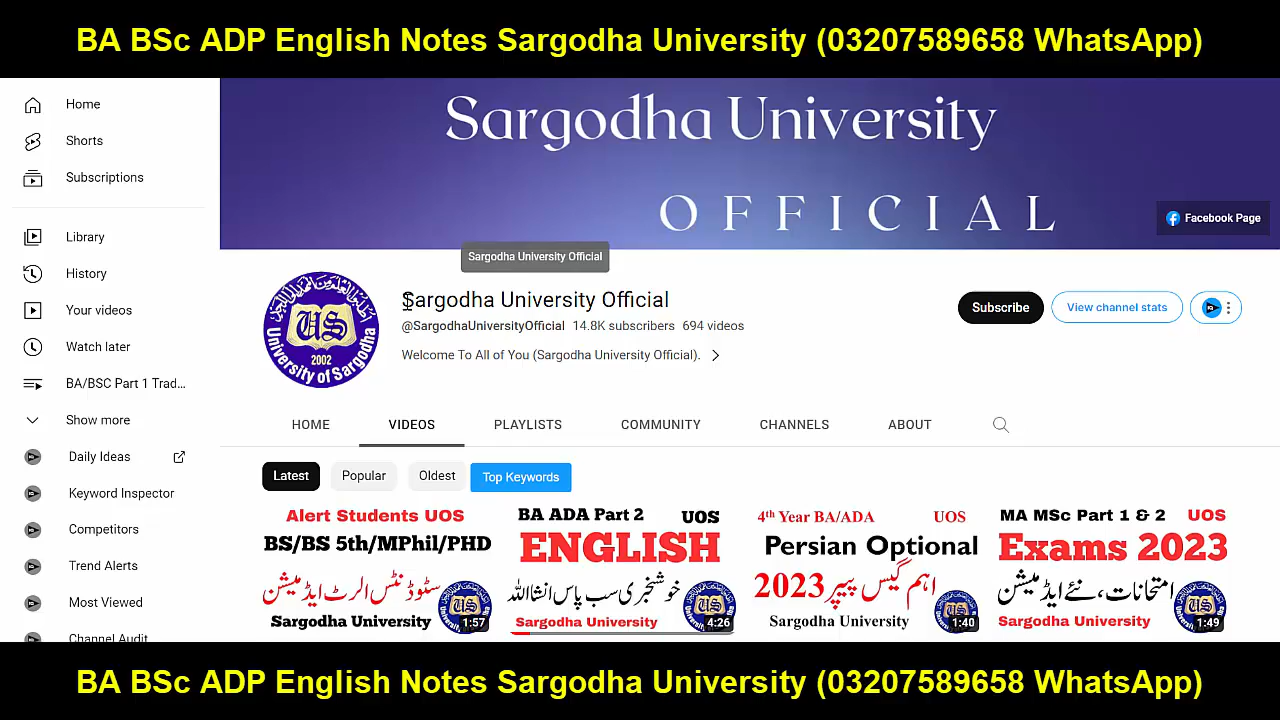 BA BSc ADP English Notes Sargodha University (03207589658 WhatsApp)
Home
Shorts
Subscriptions
Library
History
Your videos
Watch later
BA/BSC Part 1 Trad...
Show more
Daily Ideas
Keyword Inspector
Competitors
Trend Alerts
Most Viewed
Channel Audit
Sargodha University
OFFICIAL
Facebook Page
Sargodha University Official
US
2002
University of Sargodha
Sargodha University Official
@SargodhaUniversityOfficial 14.8K subscribers 694 videos
Welcome To All of You (Sargodha University Official).
Subscribe
View channel stats
HOME VIDEOS PLAYLISTS COMMUNITY CHANNELS ABOUT
Latest Popular Oldest Top Keywords
Alert Students UOS
BS/BS 5th/MPhil/PHD
سٹوڈنٹس الرٹ ایڈمیشن
Sargodha University
1:57
BA ADA Part 2 UOS
ENGLISH
خوشخبری سب پاس انشااللہ
Sargodha University
4:26
4th Year BA/ADA UOS
Persian Optional
اہم گیس پیپر 2023
Sargodha University
1:40
MA MSc Part 1 & 2 UOS
Exams 2023
امتحانات، نئے ایڈمیشن
Sargodha University
1:49
BA BSc ADP English Notes Sargodha University (03207589658 WhatsApp)